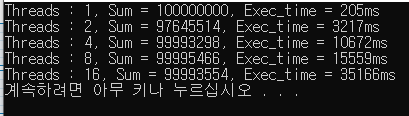 Threads : 1, Sum = 100000000, Exec_time = 205ms
Threads : 2, Sum = 97645514, Exec_time = 3217ms
Threads : 4, Sum = 99993298, Exec_time = 10672ms
Threads : 8, Sum = 99995466, Exec_time = 15559ms
Threads : 16, Sum = 99993554, Exec_time = 35166ms
계속하려면 아무 키나 누르십시오 . . .